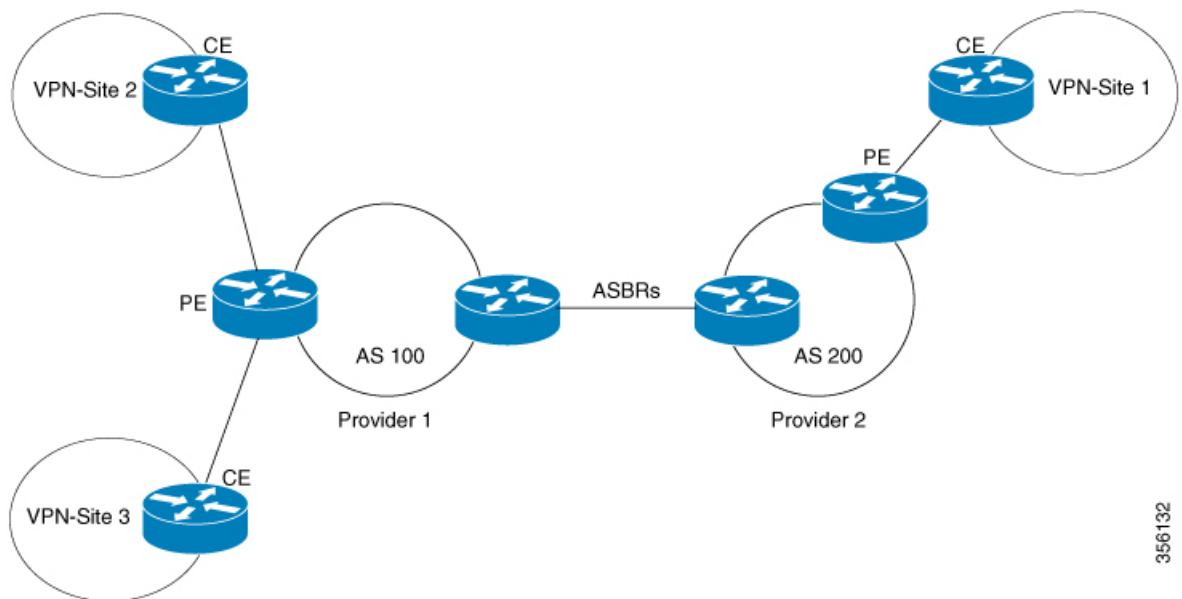 CE
CE
VPN-Site 2
VPN-Site 1
PE
PE
ASBRs
AS 100
AS 200
Provider 1
Provider 2
CE
VPN-Site 3
356132